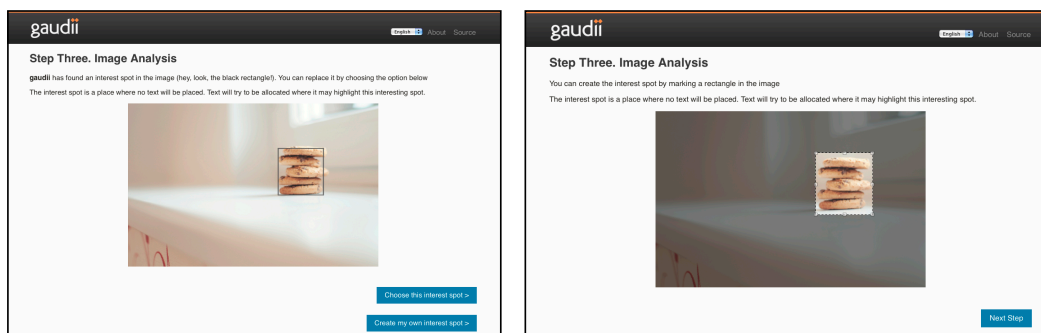 gaudii
English About Source
Step Three. Image Analysis
gaudii has found an interest spot in the image (hey, look, the black rectangle!). You can replace it by choosing the option below
The interest spot is a place where no text will be placed. Text will try to be allocated where it may highlight this interesting spot.
Choose this interest spot >
Create my own interest spot >
gaudii
English About Source
Step Three. Image Analysis
You can create the interest spot by marking a rectangle in the image
The interest spot is a place where no text will be placed. Text will try to be allocated where it may highlight this interesting spot.
Next Step